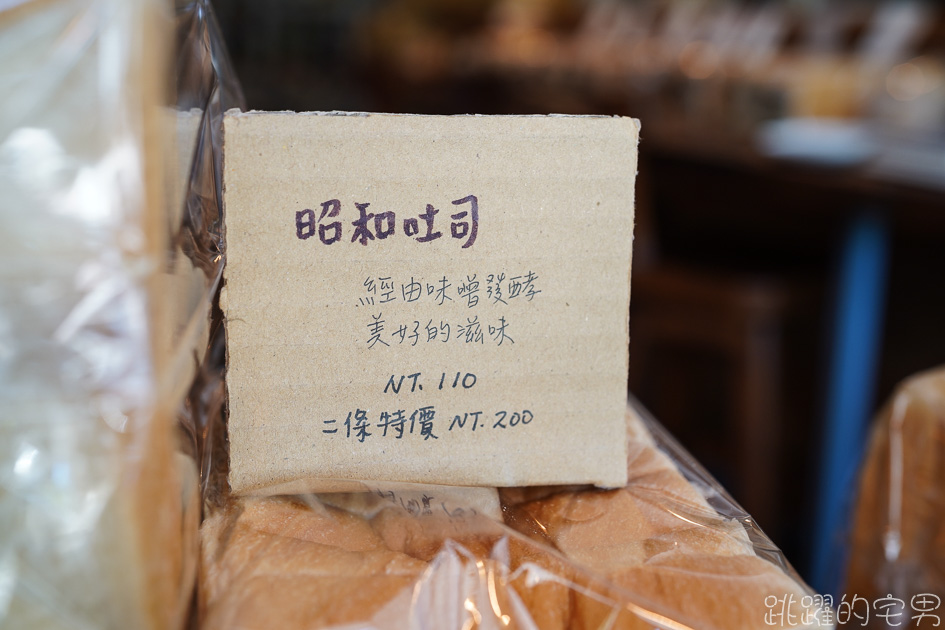 昭和吐司
經由味噌發酵
美好的滋味
NT. 110
二條特價 NT. 200
跳躍的宅男